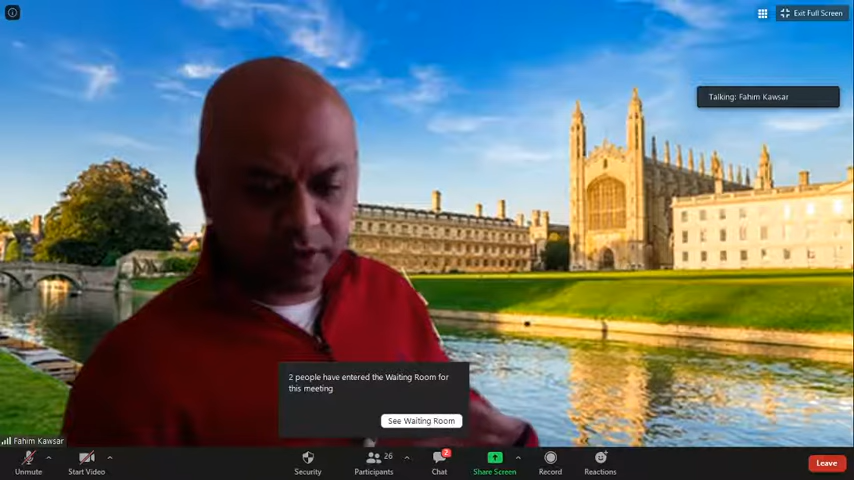 Exit Full Screen
Talking: Fahim Kawsar
2 people have entered the Waiting Room for
this meeting
See Waiting Room
Fahim Kawsar
Unmute
Start Video
Security
26
Participants
2
Chat
Share Screen
Record
Reactions
Leave